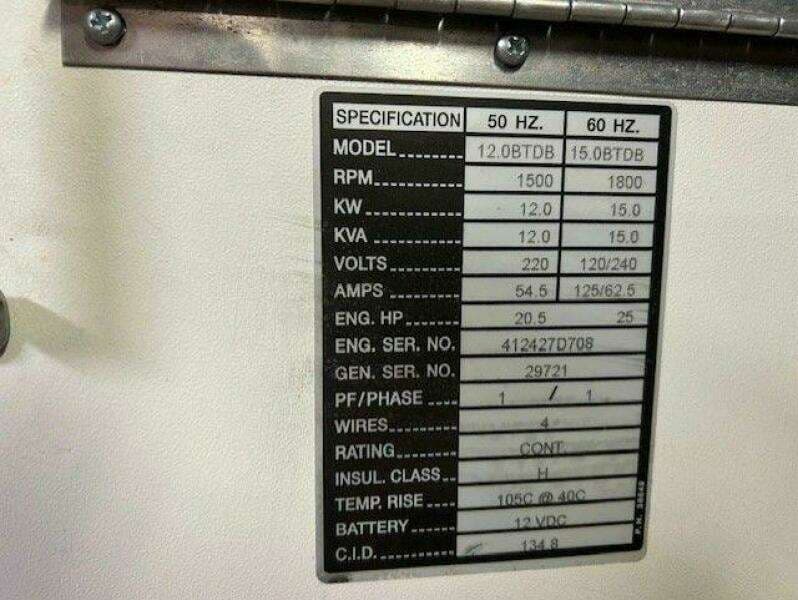 SPECIFICATION 50 HZ. 60 HZ.
MODEL 12.0BTDB 15.0BTDB
RPM 1500 1800
KW 12.0 15.0
KVA 12.0 15.0
VOLTS 220 120/240
AMPS 54.5 125/62.5
ENG. HP 20.5 25
ENG. SER. NO. 412427D708
GEN. SER. NO. 29721
PF/PHASE 1 / 1
WIRES 4
RATING CONT.
INSUL. CLASS H
TEMP. RISE 105C @ 40C
BATTERY 12 VDC
C.I.D. 134.8